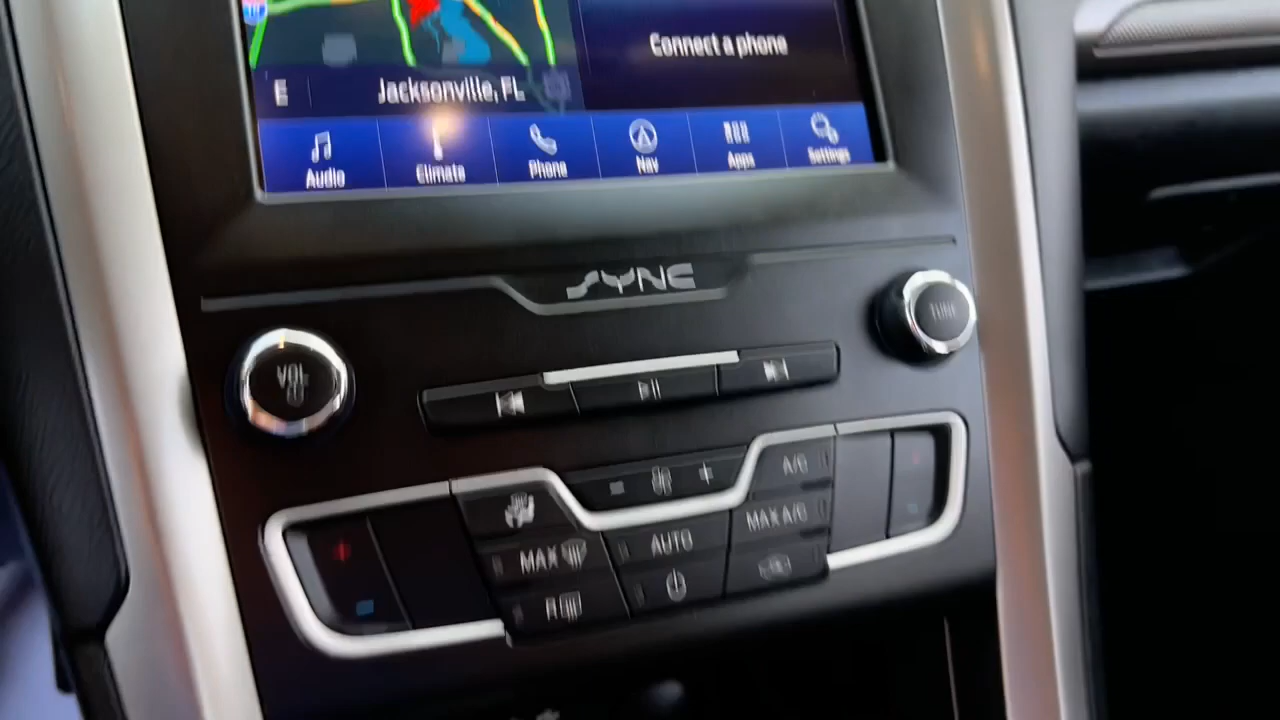 Connect a phone
E
Jacksonville, FL
Audio
Climate
Phone
Nav
Apps
Settings
SYNC
VOL
TUNE
A/C
MAX A/C
MAX
AUTO
R